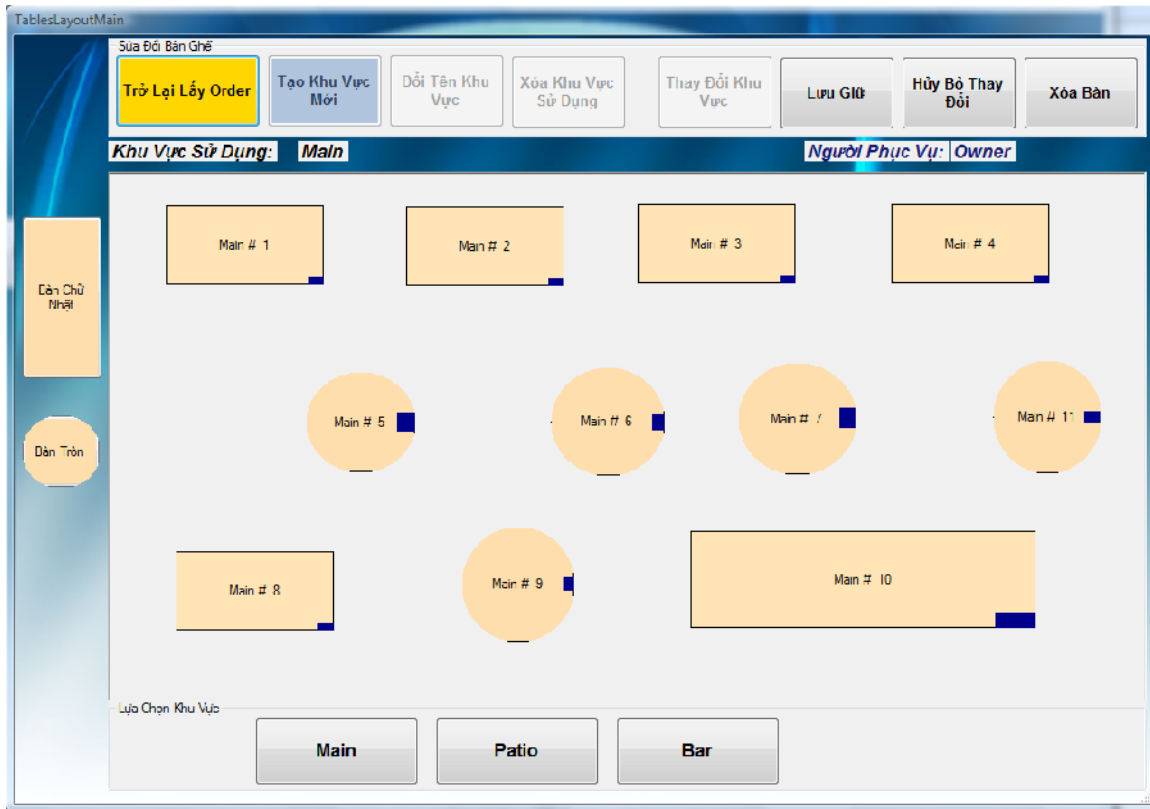 TablesLayoutMain
Sửa Đổi Bàn Ghế
Trở Lại Lấy Order
Tạo Khu Vực
Mới
Dổi Tên Khu
Vực
Xóa Khu Vực
Sử Dụng
Thay Đổi Khu
Vực
Lưu Giữ
Hủy Bỏ Thay
Đổi
Xóa Bàn
Khu Vực Sử Dụng: Main
Người Phục Vụ: Owner
Main # 1
Main # 2
Main # 3
Main # 4
Bàn Chữ
Nhật
Main # 5
Main # 6
Main # 7
Main # 11
Bàn Tròn
Main # 8
Main # 9
Main # 10
Lựa Chọn Khu Vực
Main
Patio
Bar